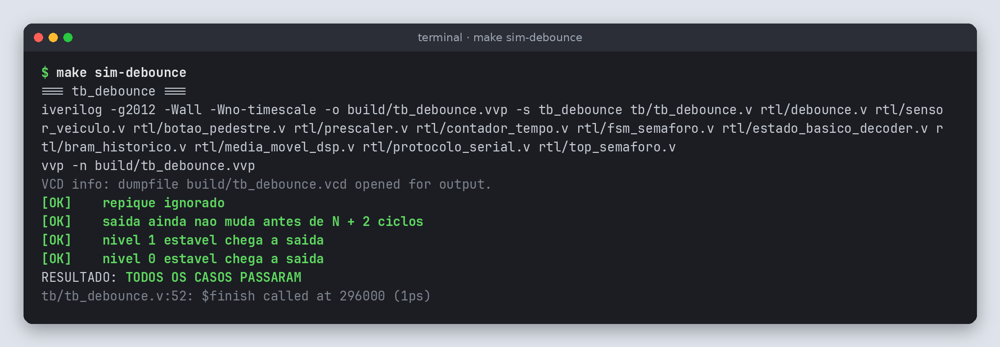 terminal · make sim-debounce
$ make sim-debounce
=== tb_debounce ===
iverilog -g2012 -Wall -Wno-timescale -o build/tb_debounce.vvp -s tb_debounce tb/tb_debounce.v rtl/debounce.v rtl/senso
r_veiculo.v rtl/botao_pedestre.v rtl/prescaler.v rtl/contador_tempo.v rtl/fsm_semaforo.v rtl/estado_basico_decoder.v r
tl/bram_historico.v rtl/media_movel_dsp.v rtl/protocolo_serial.v rtl/top_semaforo.v
vvp -n build/tb_debounce.vvp
VCD info: dumpfile build/tb_debounce.vcd opened for output.
[OK]    repique ignorado
[OK]    saida ainda nao muda antes de N + 2 ciclos
[OK]    nivel 1 estavel chega a saida
[OK]    nivel 0 estavel chega a saida
RESULTADO: TODOS OS CASOS PASSARAM
tb/tb_debounce.v:52: $finish called at 296000 (1ps)